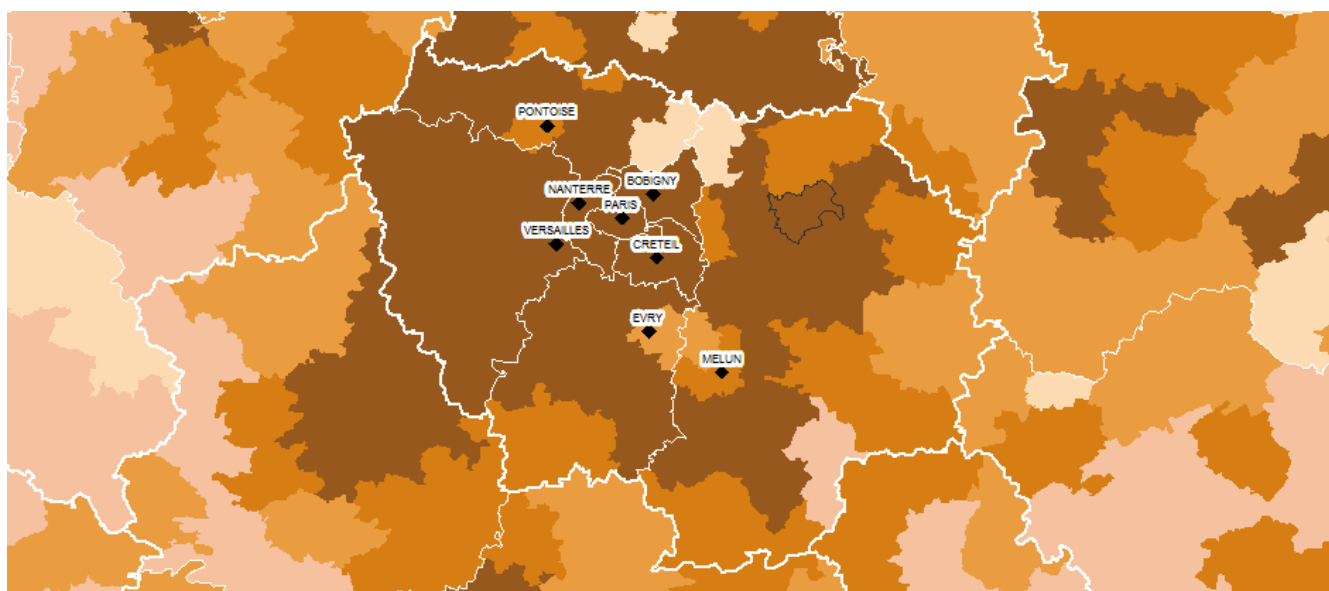 PONTOISE
BOBIGNY
NANTERRE
PARIS
VERSAILLES
CRETEIL
EVRY
MELUN